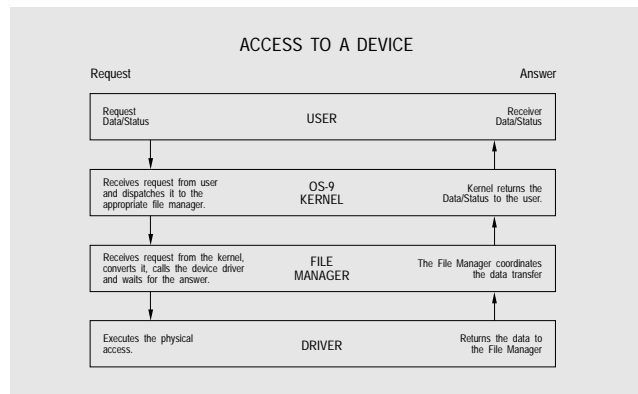 ACCESS TO A DEVICE
Request
Answer
Request
Data/Status
USER
Receiver
Data/Status
Receives request from user
and dispatches it to the
appropriate file manager.
OS-9
KERNEL
Kernel returns the
Data/Status to the user.
Receives request from the kernel,
converts it, calls the device driver
and waits for the answer.
FILE
MANAGER
The File Manager coordinates
the data transfer
Executes the physical
access.
DRIVER
Returns the data to
the File Manager